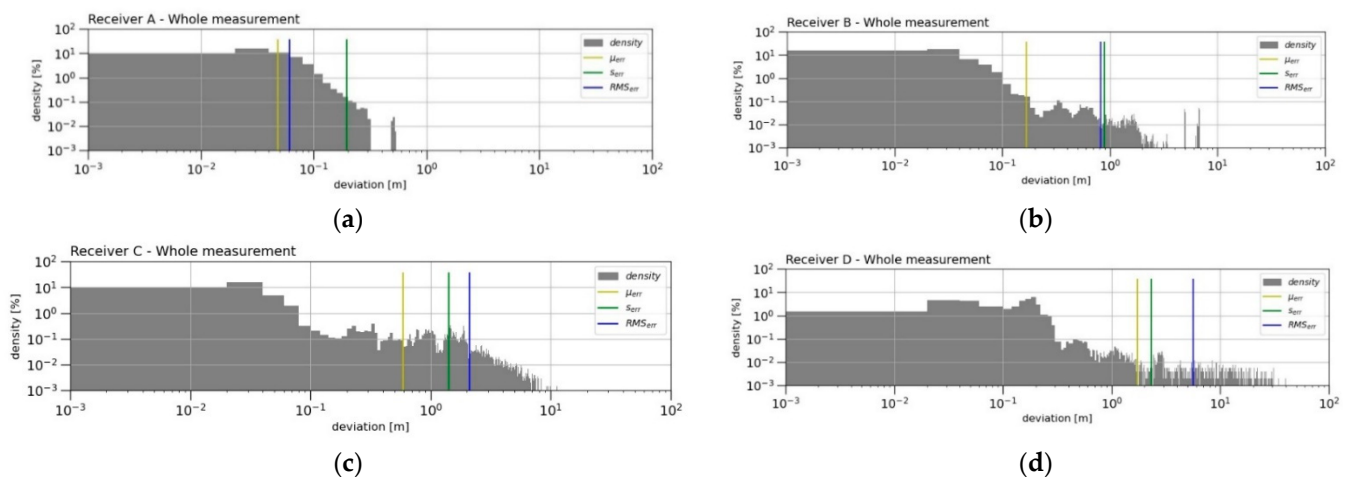 Receiver A - Whole measurement
density [%]
10² 10¹ 10⁰ 10⁻¹ 10⁻² 10⁻³
density
μerr
serr
RMSerr
10⁻³ 10⁻² 10⁻¹ 10⁰ 10¹ 10²
deviation [m]
(a)
Receiver B - Whole measurement
density [%]
10² 10¹ 10⁰ 10⁻¹ 10⁻² 10⁻³
density
μerr
serr
RMSerr
10⁻³ 10⁻² 10⁻¹ 10⁰ 10¹ 10²
deviation [m]
(b)
Receiver C - Whole measurement
density [%]
10² 10¹ 10⁰ 10⁻¹ 10⁻² 10⁻³
density
μerr
serr
RMSerr
10⁻³ 10⁻² 10⁻¹ 10⁰ 10¹ 10²
deviation [m]
(c)
Receiver D - Whole measurement
density [%]
10² 10¹ 10⁰ 10⁻¹ 10⁻² 10⁻³
density
μerr
serr
RMSerr
10⁻³ 10⁻² 10⁻¹ 10⁰ 10¹ 10²
deviation [m]
(d)